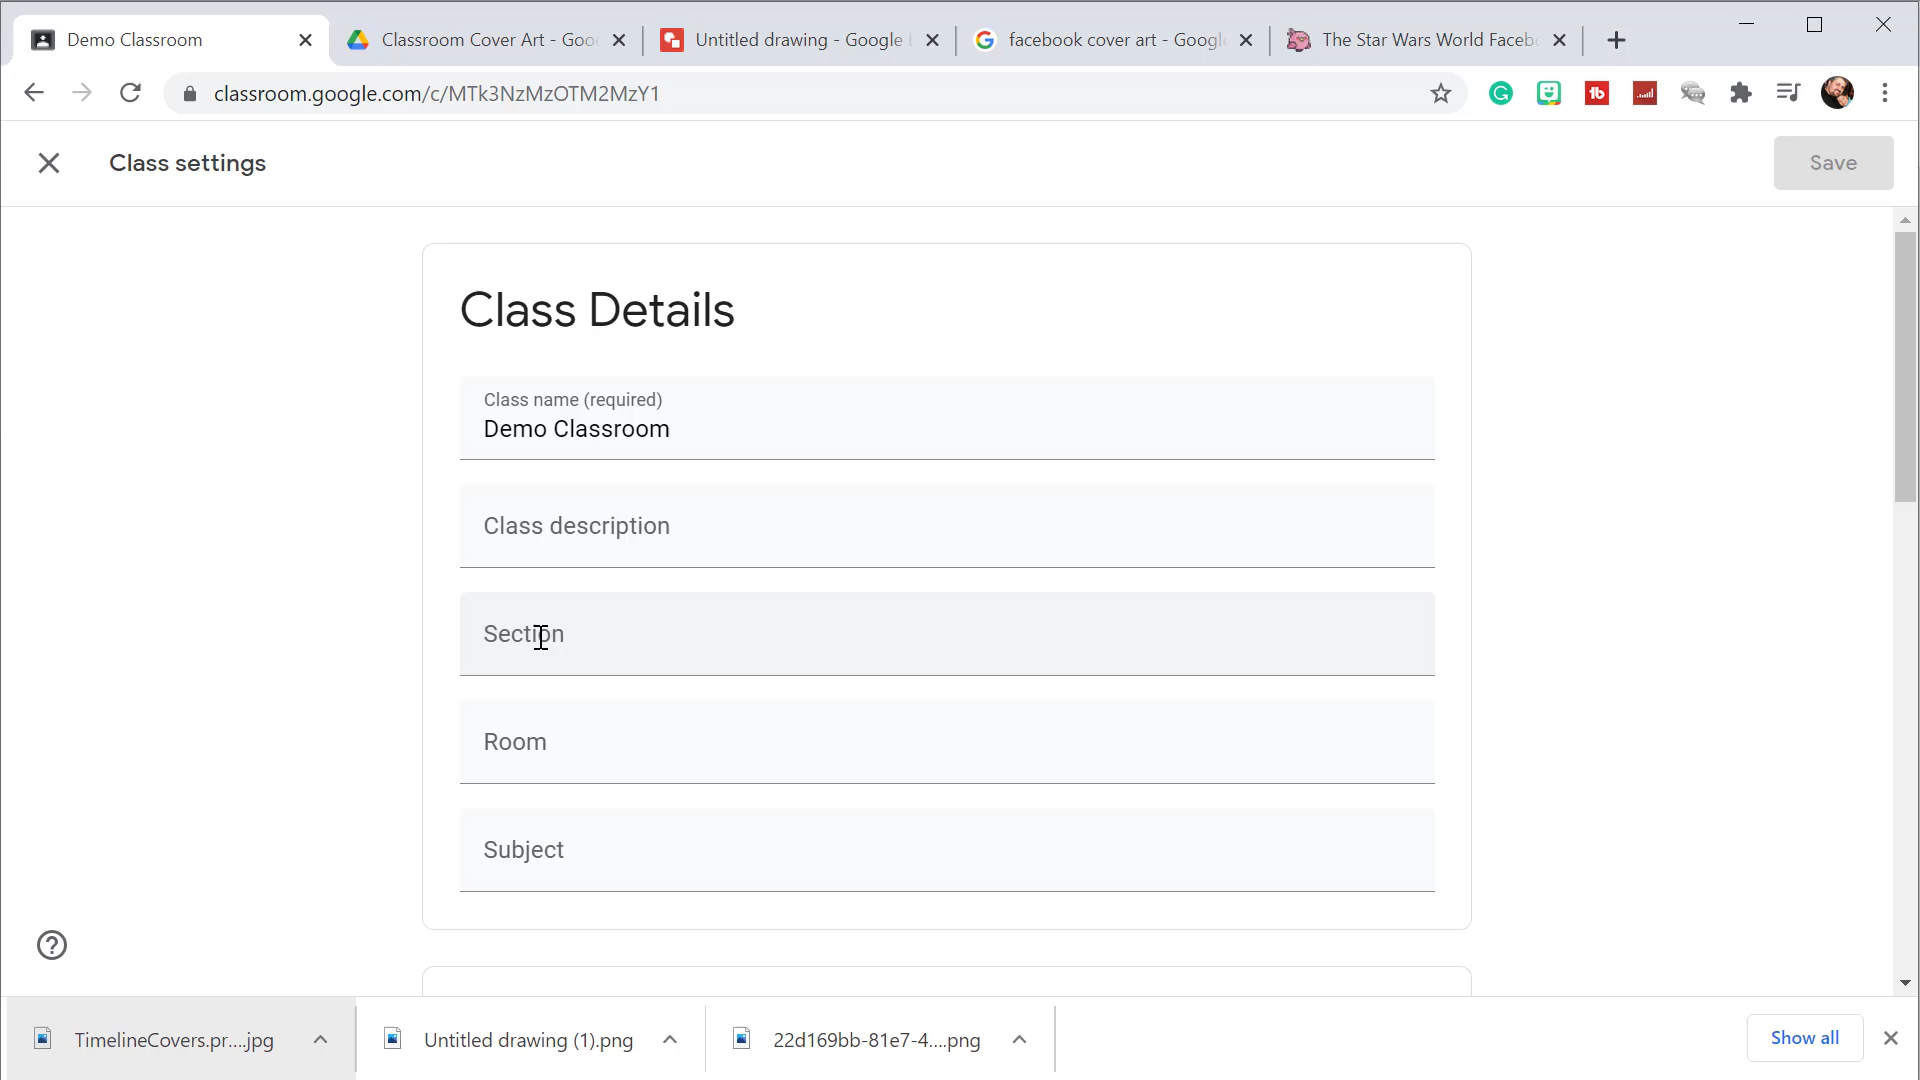 Demo Classroom
Classroom Cover Art - Goo
Untitled drawing - Google
facebook cover art - Googl
The Star Wars World Faceb
classroom.google.com/c/MTk3NzMzOTM2MzY1
Class settings
Save
Class Details
Class name (required)
Demo Classroom
Class description
Section
Room
Subject
TimelineCovers.pr....jpg
Untitled drawing (1).png
22d169bb-81e7-4....png
Show all